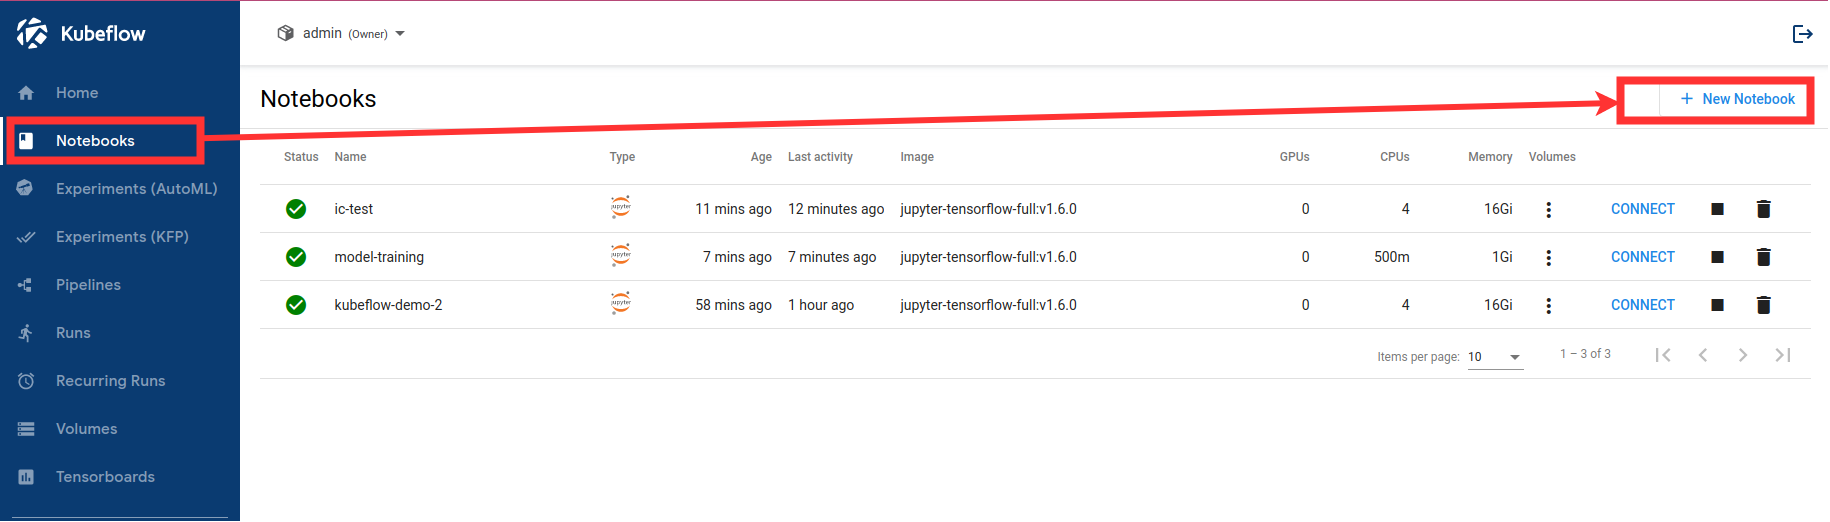 Kubeflow
admin (Owner)
Home
Notebooks
Experiments (AutoML)
Experiments (KFP)
Pipelines
Runs
Recurring Runs
Volumes
Tensorboards
Notebooks
+ New Notebook
Status Name Type Age Last activity Image GPUs CPUs Memory Volumes
ic-test jupyter 11 mins ago 12 minutes ago jupyter-tensorflow-full:v1.6.0 0 4 16Gi CONNECT
model-training jupyter 7 mins ago 7 minutes ago jupyter-tensorflow-full:v1.6.0 0 500m 1Gi CONNECT
kubeflow-demo-2 jupyter 58 mins ago 1 hour ago jupyter-tensorflow-full:v1.6.0 0 4 16Gi CONNECT
Items per page: 10 1 – 3 of 3